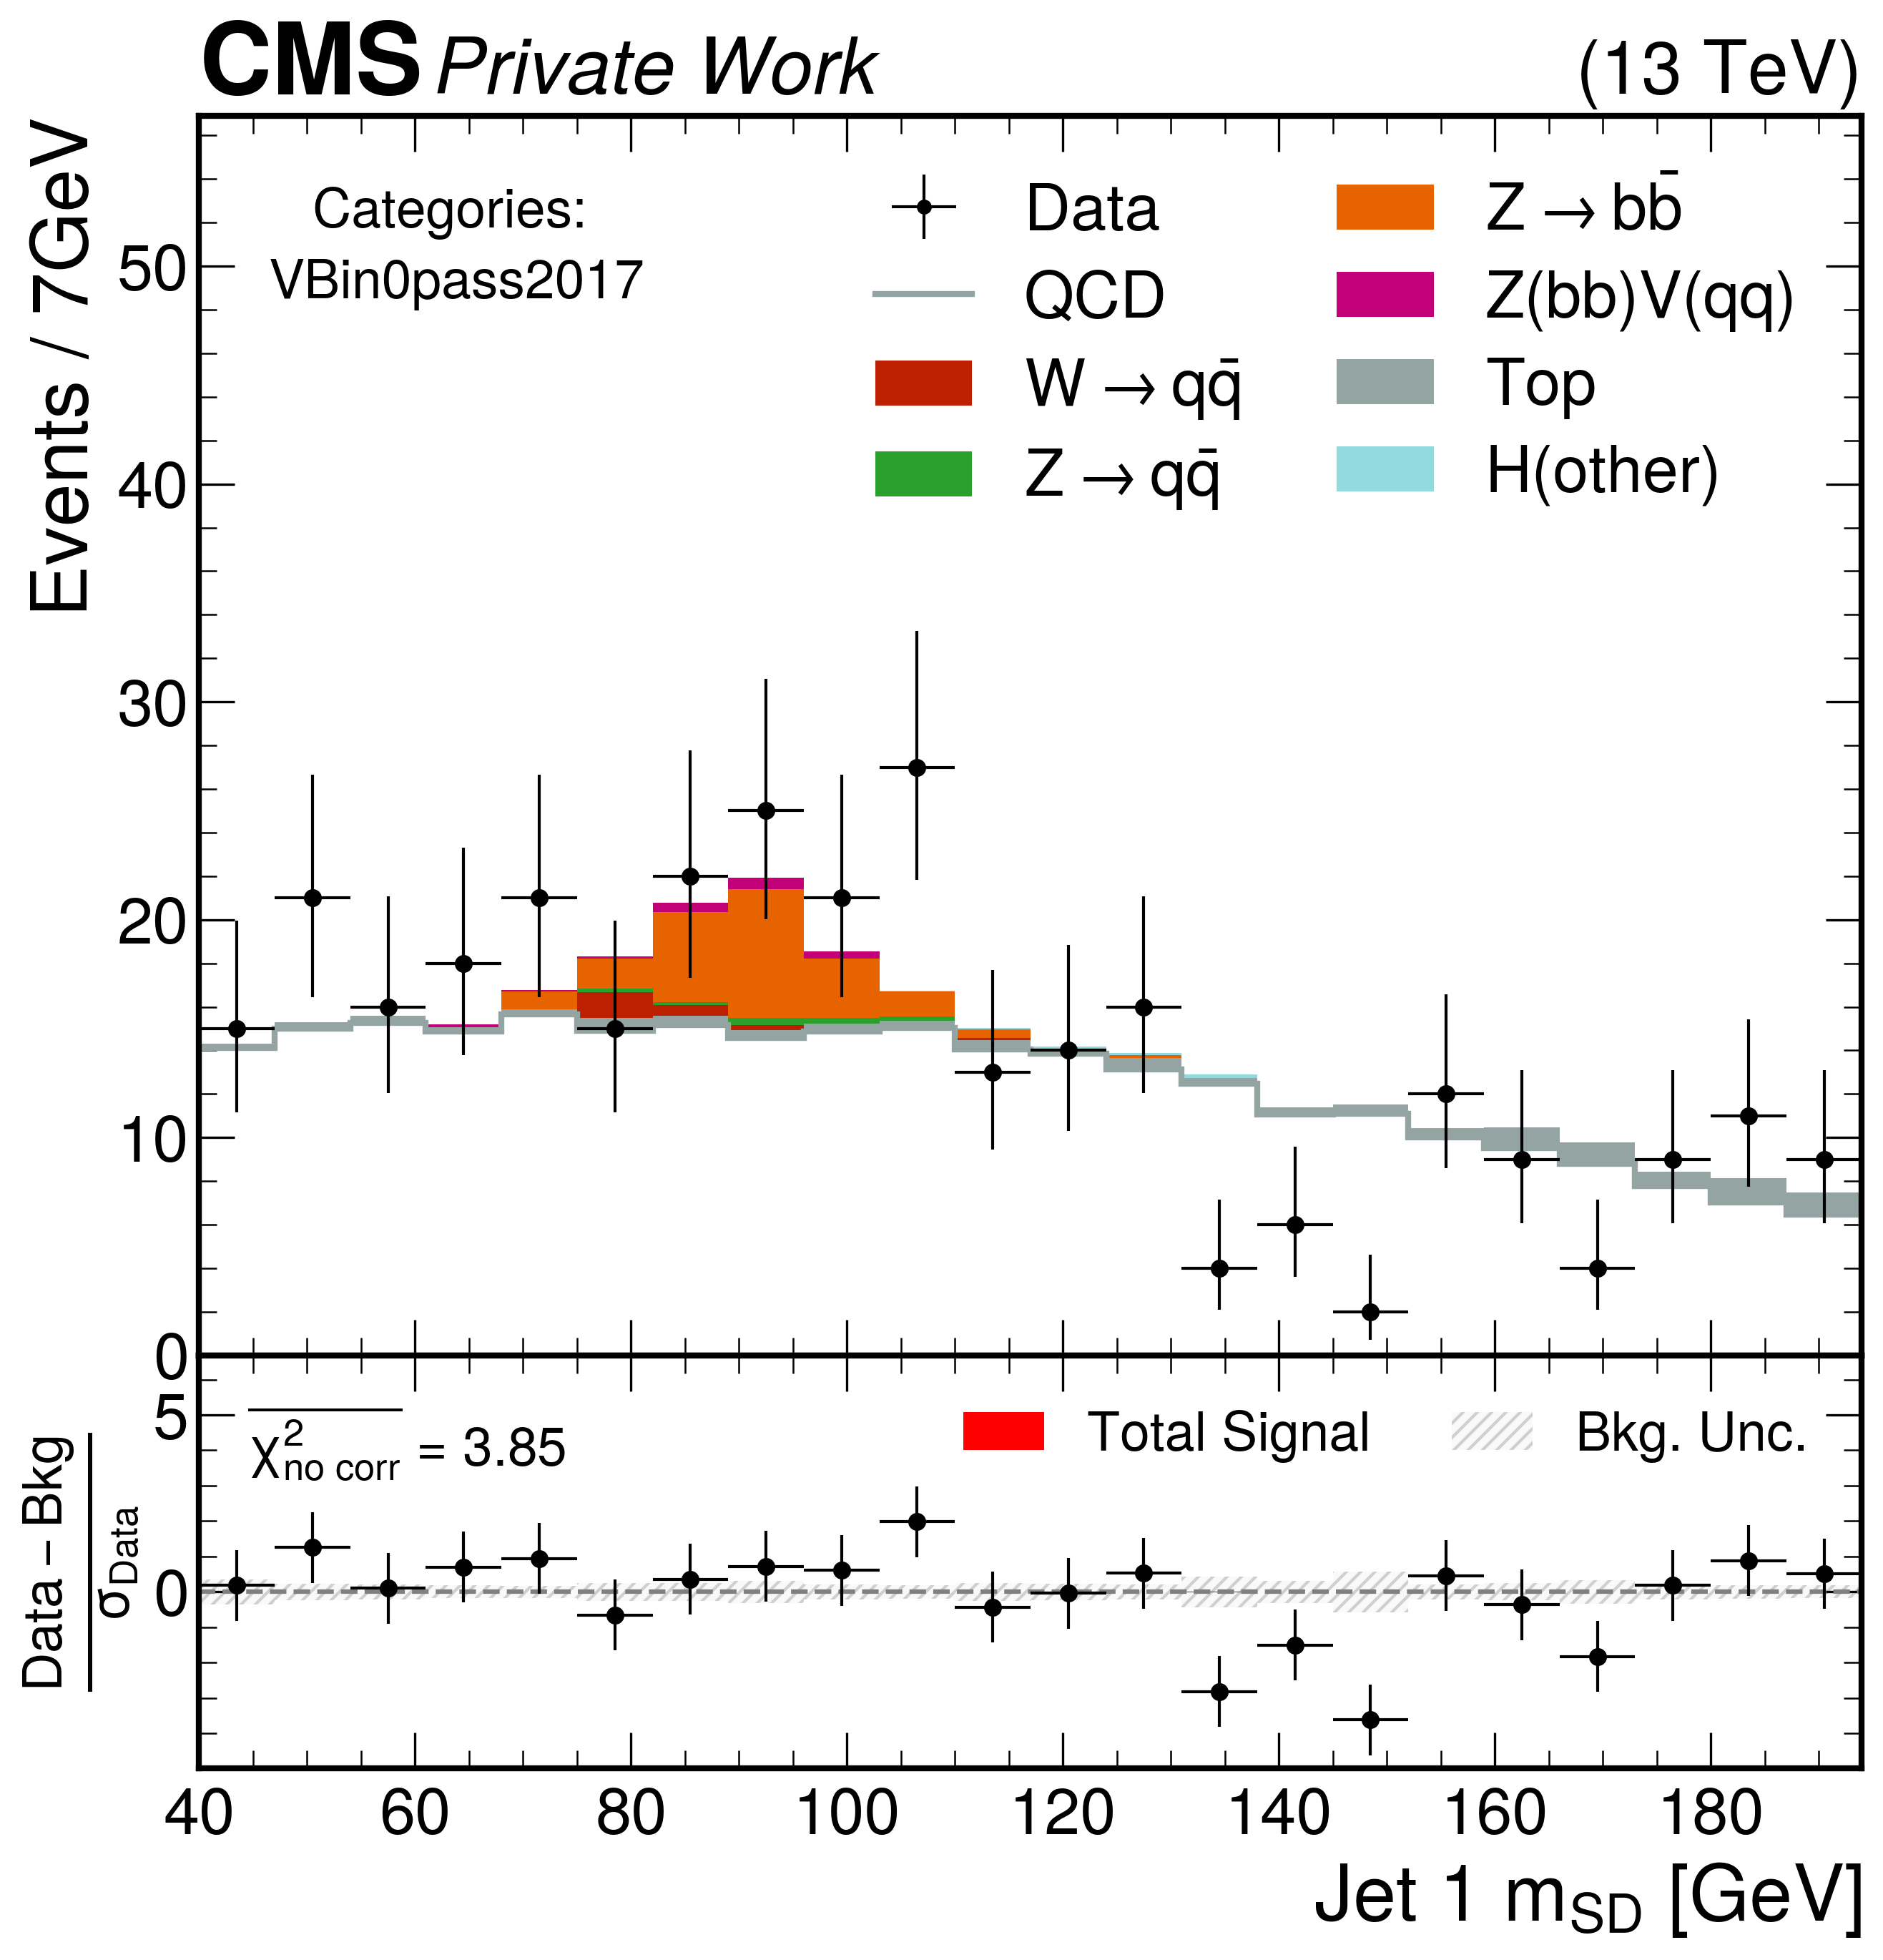 CMS Private Work (13 TeV)
Events / 7GeV
Categories:
VBin0pass2017
Data
QCD
W → qq̄
Z → qq̄
Z → bb̄
Z(bb)V(qq)
Top
H(other)
50
40
30
20
10
0
Data − Bkg
σData
5
0
χ²no corr = 3.85
Total Signal
Bkg. Unc.
40 60 80 100 120 140 160 180
Jet 1 mSD [GeV]